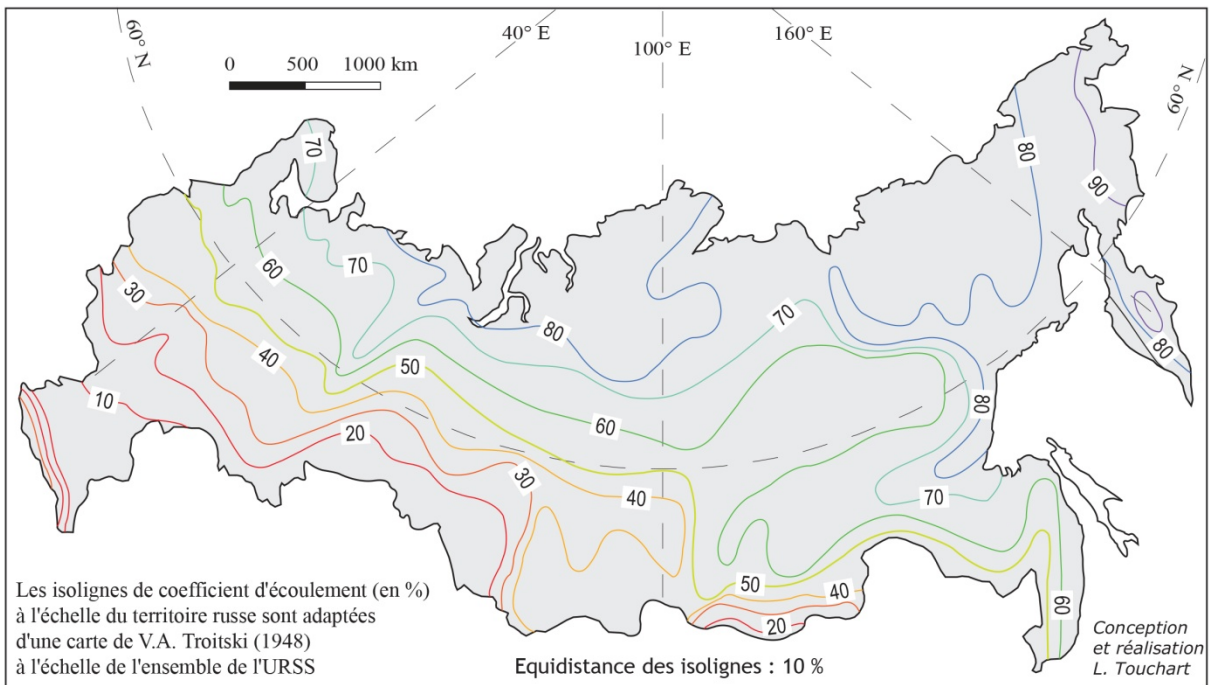 60° N
40° E
100° E
160° E
60° N
0 500 1000 km
70
80
90
70
60
30
80
70
80
40
50
10
60
80
20
30
40
70
50
40
60
20
Les isolignes de coefficient d'écoulement (en %)
à l'échelle du territoire russe sont adaptées
d'une carte de V.A. Troitski (1948)
à l'échelle de l'ensemble de l'URSS
Equidistance des isolignes : 10 %
Conception
et réalisation
L. Touchart